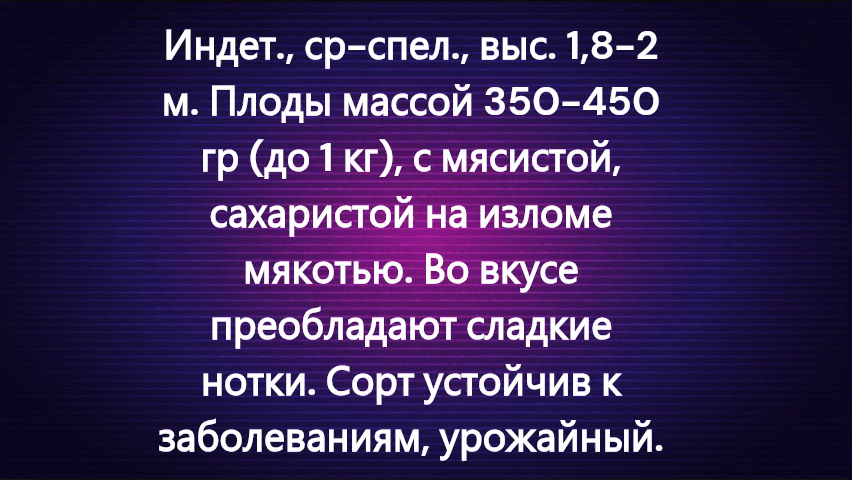 Индет., ср-спел., выс. 1,8-2
м. Плоды массой 350-450
гр (до 1 кг), с мясистой,
сахаристой на изломе
мякотью. Во вкусе
преобладают сладкие
нотки. Сорт устойчив к
заболеваниям, урожайный.